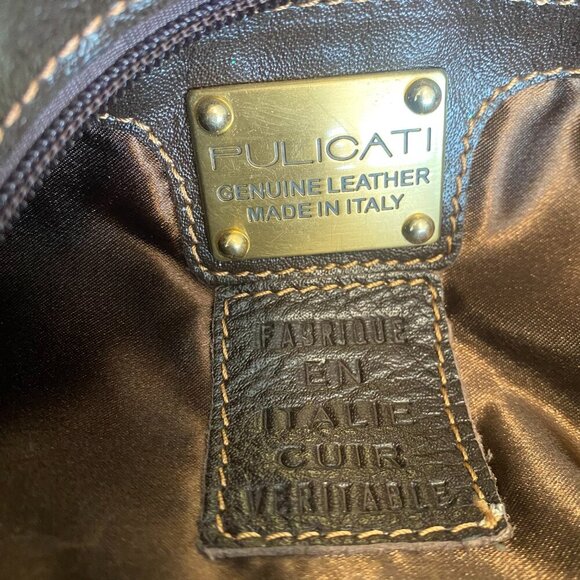 PULICATI
GENUINE LEATHER
MADE IN ITALY
FABRIQUE
EN
ITALIE
CUIR
VERITABLE